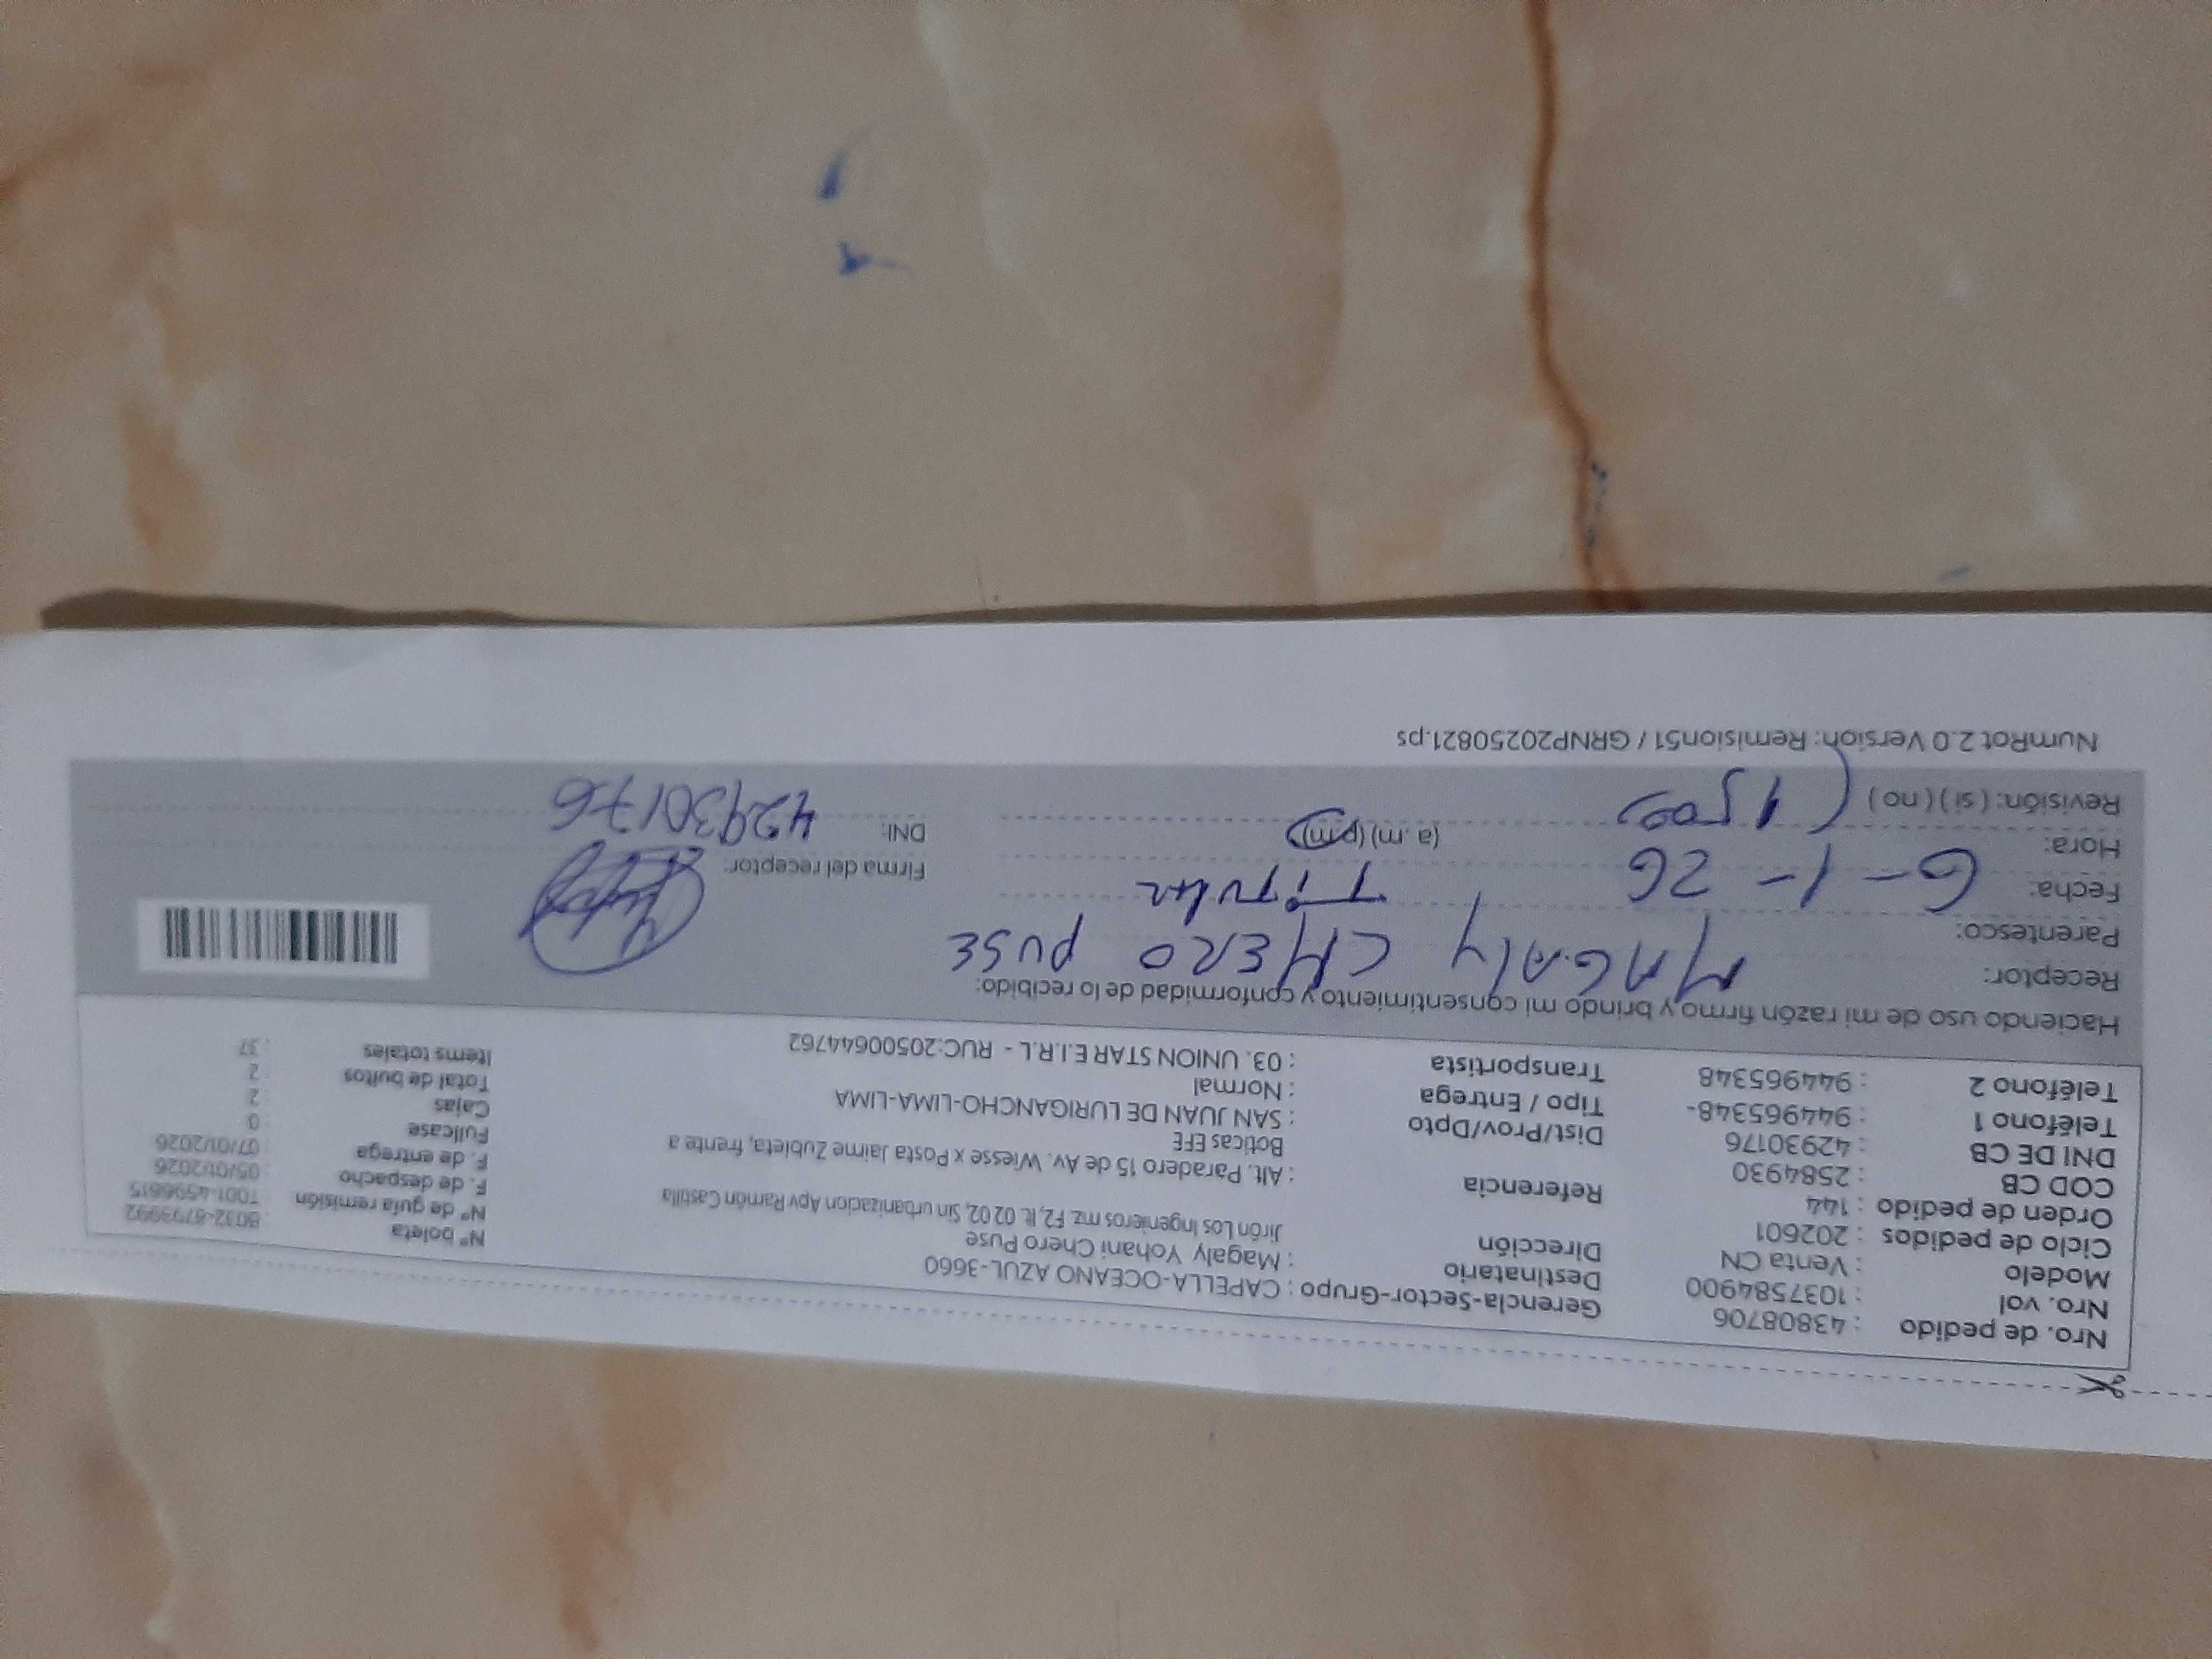 Nro. de pedido : 43808706
Nro. vol : 1037584900
Modelo : Venta CN
Ciclo de pedidos : 202601
Orden de pedido : 144
COD CB : 2584930
DNI DE CB : 42930176
Teléfono 1 : 944965348-
Teléfono 2 : 944965348
Gerencia-Sector-Grupo : CAPELLA-OCEANO AZUL-3660
Destinatario : Magaly Yohani Chero Puse
Dirección Jirón Los Ingenieros mz. F2, lt. 02 02, Sin urbanizacion Apv Ramón Castilla
Referencia : Alt. Paradero 15 de Av. Wiesse x Posta Jaime Zubieta, frente a
Boticas EFE
Dist/Prov/Dpto : SAN JUAN DE LURIGANCHO-LIMA-LIMA
Tipo / Entrega : Normal
Transportista : 03. UNION STAR E.I.R.L - RUC:20500644762
Nº boleta : B032-8793992
Nº de guía remisión : T001-4596815
F. de despacho : 05/01/2026
F. de entrega : 07/01/2026
Fullcase : 0
Cajas : 2
Total de bultos : 2
Items totales : 37
Haciendo uso de mi razón firmo y brindo mi consentimiento y conformidad de lo recibido:
Receptor: MAGALY CHERO PUSE
Parentesco: TITULAR
Fecha: 6-1-26
Hora: 1500 (a.m) (p.m)
Revisión: ( si ) ( no )
Firma del receptor:
DNI: 42930176
NumRot 2.0 Version: Remision51 / GRNP20250821.ps